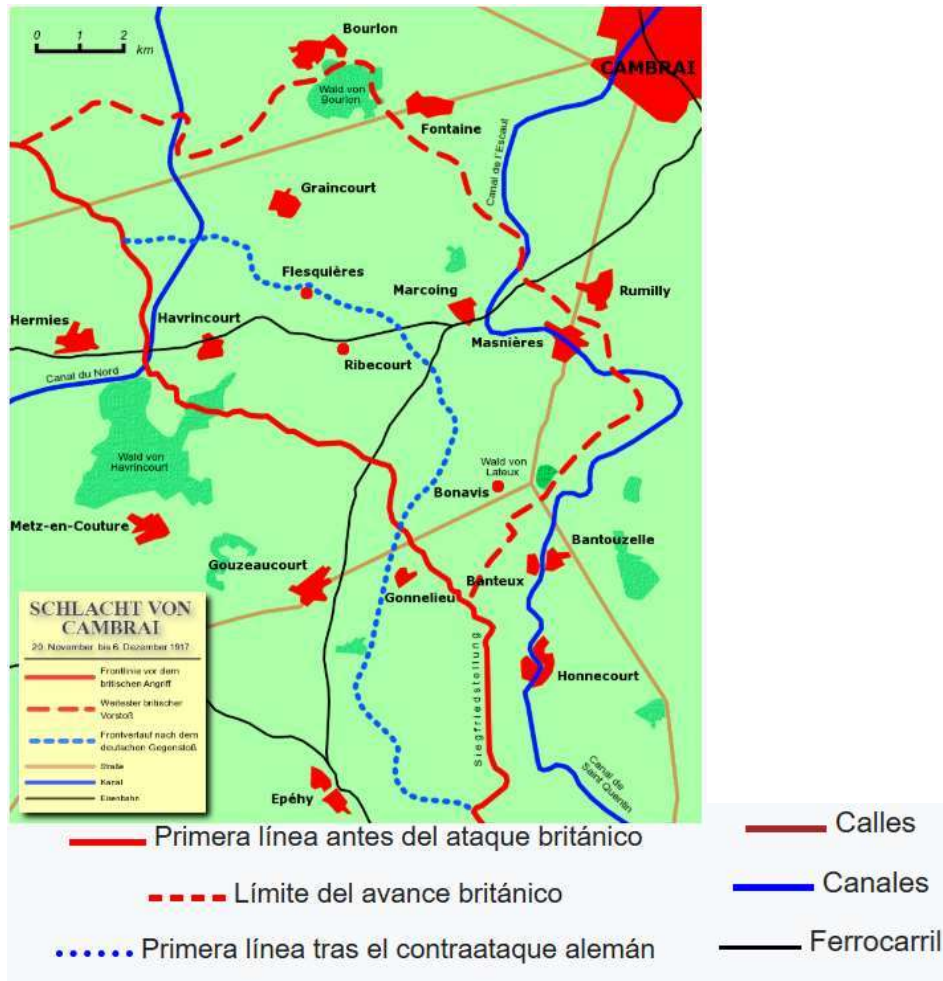 0 1 2
km
Bourlon
CAMBRAI
Wald von
Bourlon
Fontaine
Canal de l'Escaut
Graincourt
Flesquières
Marcoing
Rumilly
Hermies
Havrincourt
Masnières
Ribecourt
Canal du Nord
Wald von
Havrincourt
Wald von
Lateux
Bonavis
Metz-en-Couture
Bantouzelle
Gouzeaucourt
Banteux
Gonnelieu
Siegfriedstellung
Honnecourt
Canal de
Saint Quentin
Epéhy
SCHLACHT VON
CAMBRAI
20. November bis 6. Dezember 1917
Frontlinie vor dem
britischen Angriff
Weitester britischer
Vorstoß
Frontverlauf nach dem
deutschen Gegenstoß
Straße
Kanal
Eisenbahn
Primera línea antes del ataque británico
Calles
Límite del avance británico
Canales
Primera línea tras el contraataque alemán
Ferrocarril